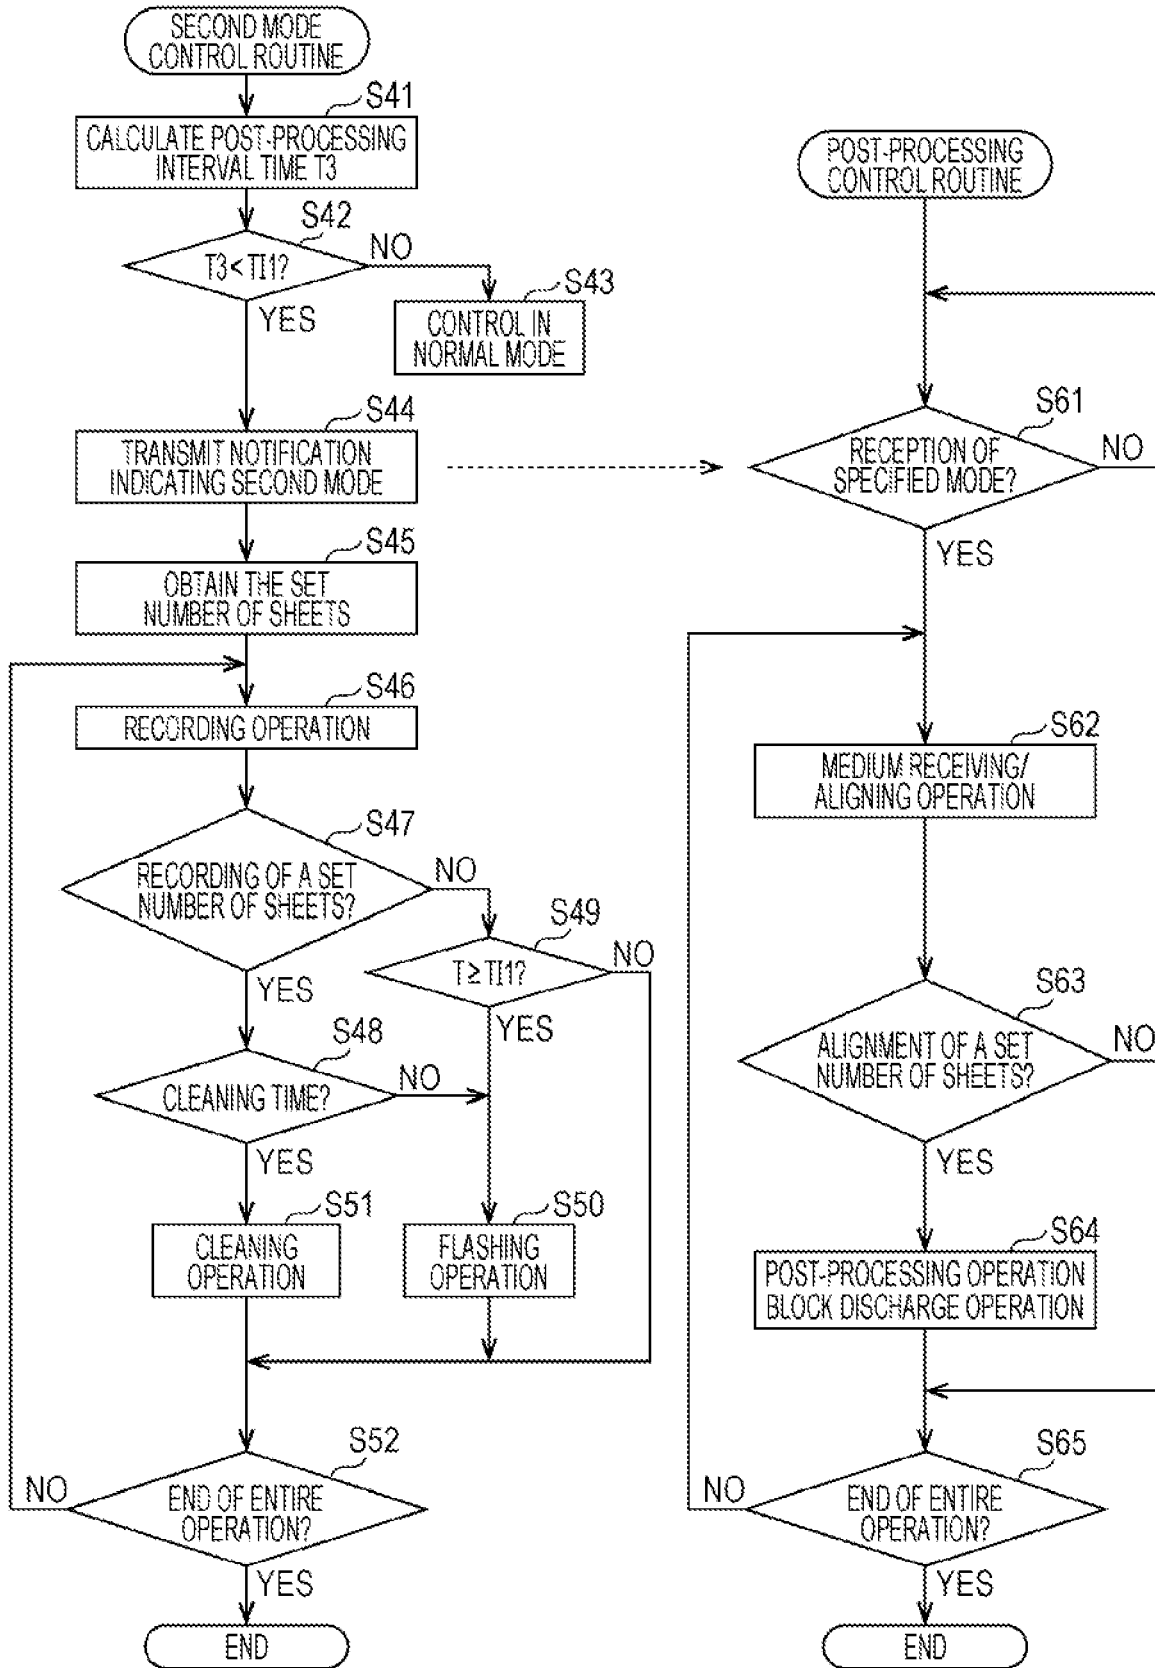 SECOND MODE
CONTROL ROUTINE
S41
CALCULATE POST-PROCESSING
INTERVAL TIME T3
S42
T3<TI1?
NO
YES
S43
CONTROL IN
NORMAL MODE
S44
TRANSMIT NOTIFICATION
INDICATING SECOND MODE
S45
OBTAIN THE SET
NUMBER OF SHEETS
S46
RECORDING OPERATION
S47
RECORDING OF A SET
NUMBER OF SHEETS?
NO
YES
S49
T≥TI1?
NO
YES
S48
CLEANING TIME?
NO
YES
S51
CLEANING
OPERATION
S50
FLASHING
OPERATION
S52
END OF ENTIRE
OPERATION?
NO
YES
END
POST-PROCESSING
CONTROL ROUTINE
S61
RECEPTION OF
SPECIFIED MODE?
NO
YES
S62
MEDIUM RECEIVING/
ALIGNING OPERATION
S63
ALIGNMENT OF A SET
NUMBER OF SHEETS?
NO
YES
S64
POST-PROCESSING OPERATION
BLOCK DISCHARGE OPERATION
S65
END OF ENTIRE
OPERATION?
NO
YES
END